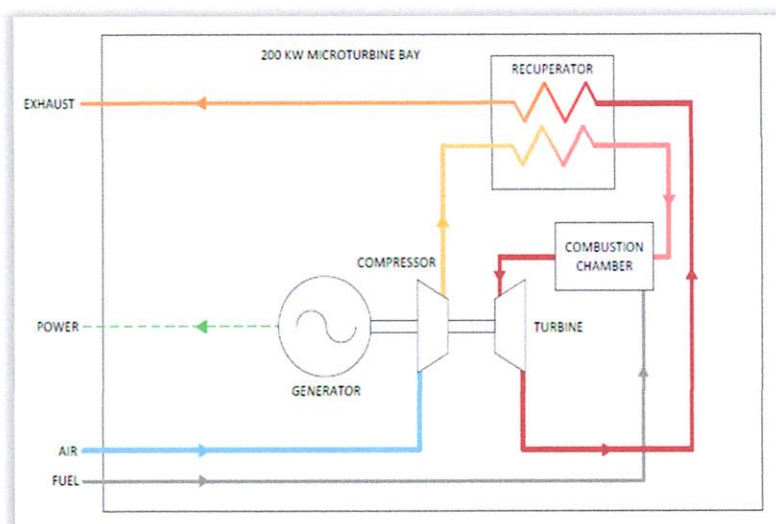 200 KW MICROTURBINE BAY
RECUPERATOR
EXHAUST
COMBUSTION
CHAMBER
COMPRESSOR
POWER
TURBINE
GENERATOR
AIR
FUEL